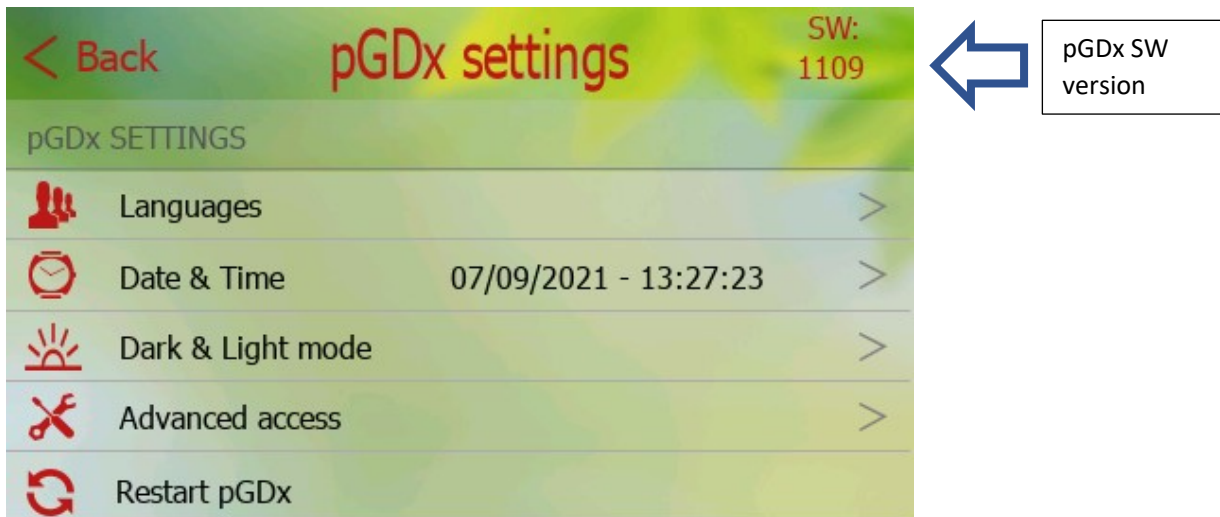 < Back pGDx settings SW:
1109
pGDx SW
version
pGDx SETTINGS
Languages >
Date & Time 07/09/2021 - 13:27:23 >
Dark & Light mode >
Advanced access >
Restart pGDx